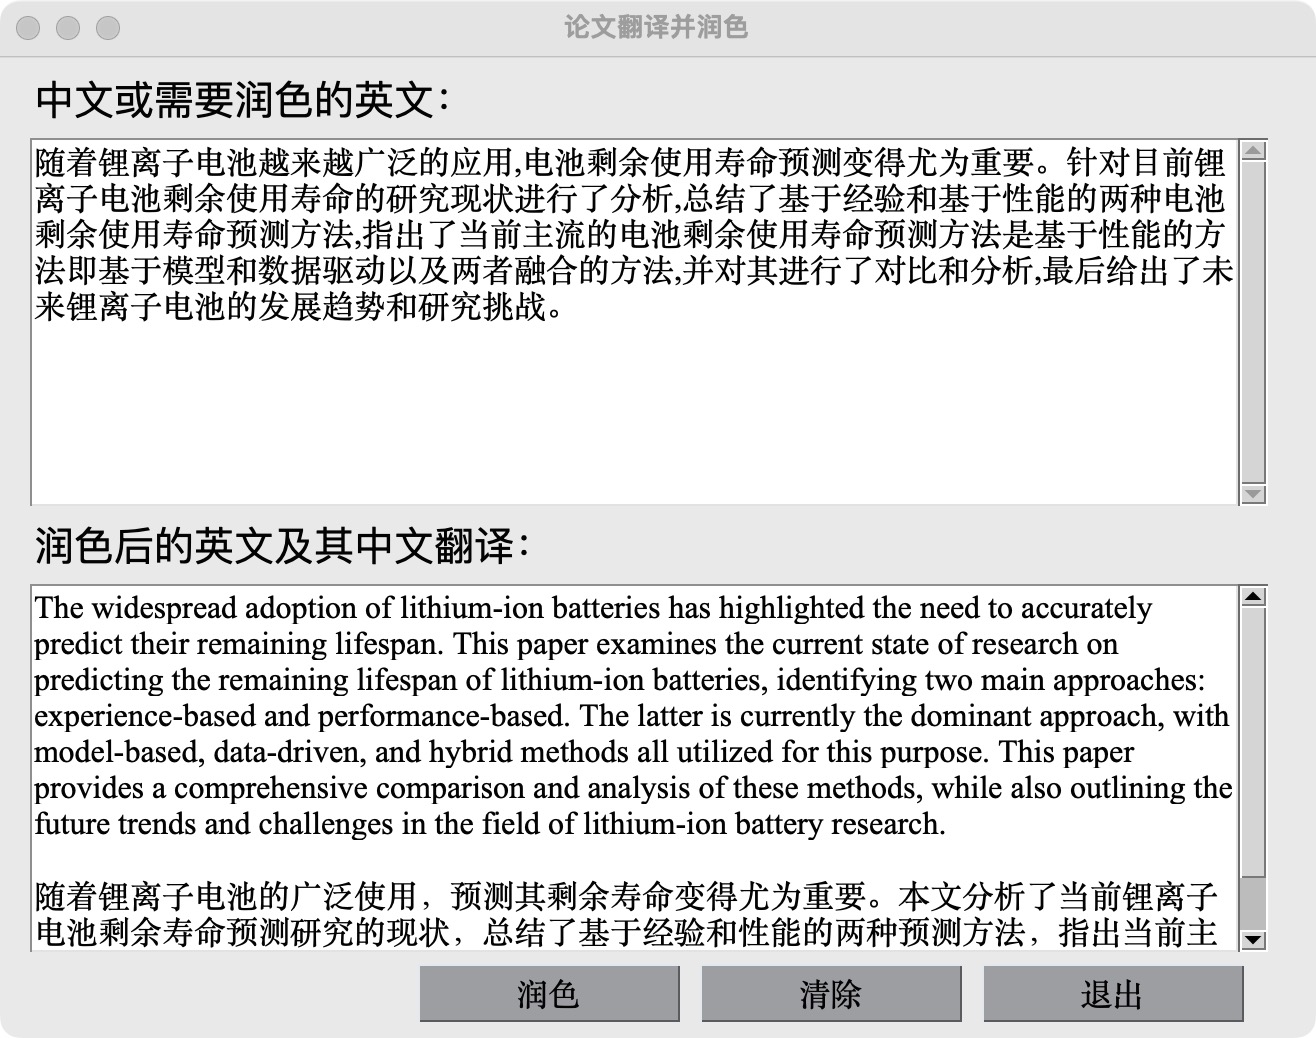 论文翻译并润色
中文或需要润色的英文：
随着锂离子电池越来越广泛的应用,电池剩余使用寿命预测变得尤为重要。针对目前锂
离子电池剩余使用寿命的研究现状进行了分析,总结了基于经验和基于性能的两种电池
剩余使用寿命预测方法,指出了当前主流的电池剩余使用寿命预测方法是基于性能的方
法即基于模型和数据驱动以及两者融合的方法,并对其进行了对比和分析,最后给出了未
来锂离子电池的发展趋势和研究挑战。
润色后的英文及其中文翻译：
The widespread adoption of lithium-ion batteries has highlighted the need to accurately
predict their remaining lifespan. This paper examines the current state of research on
predicting the remaining lifespan of lithium-ion batteries, identifying two main approaches:
experience-based and performance-based. The latter is currently the dominant approach, with
model-based, data-driven, and hybrid methods all utilized for this purpose. This paper
provides a comprehensive comparison and analysis of these methods, while also outlining the
future trends and challenges in the field of lithium-ion battery research.
随着锂离子电池的广泛使用，预测其剩余寿命变得尤为重要。本文分析了当前锂离子
电池剩余寿命预测研究的现状，总结了基于经验和性能的两种预测方法，指出当前主
润色
清除
退出